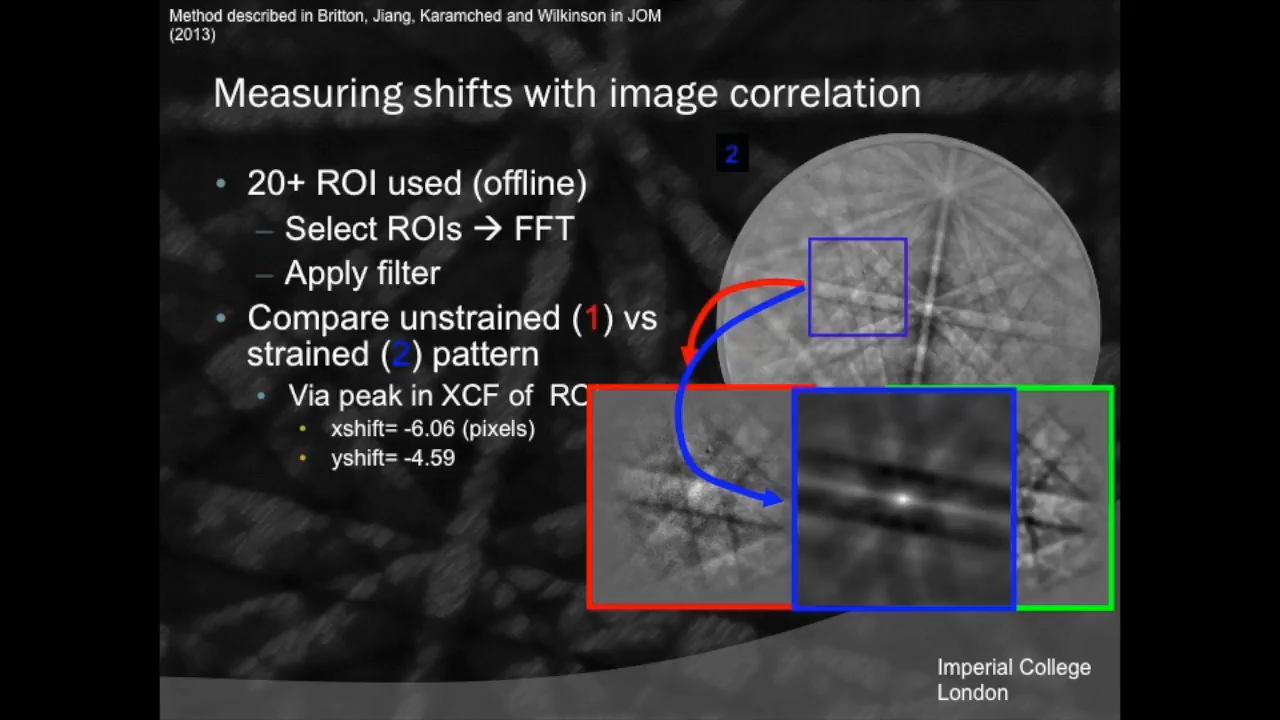 Method described in Britton, Jiang, Karamched and Wilkinson in JOM
(2013)
Measuring shifts with image correlation
2
• 20+ ROI used (offline)
– Select ROIs → FFT
– Apply filter
• Compare unstrained (1) vs
strained (2) pattern
• Via peak in XCF of
• xshift= -6.06 (pixels)
• yshift= -4.59
Imperial College
London